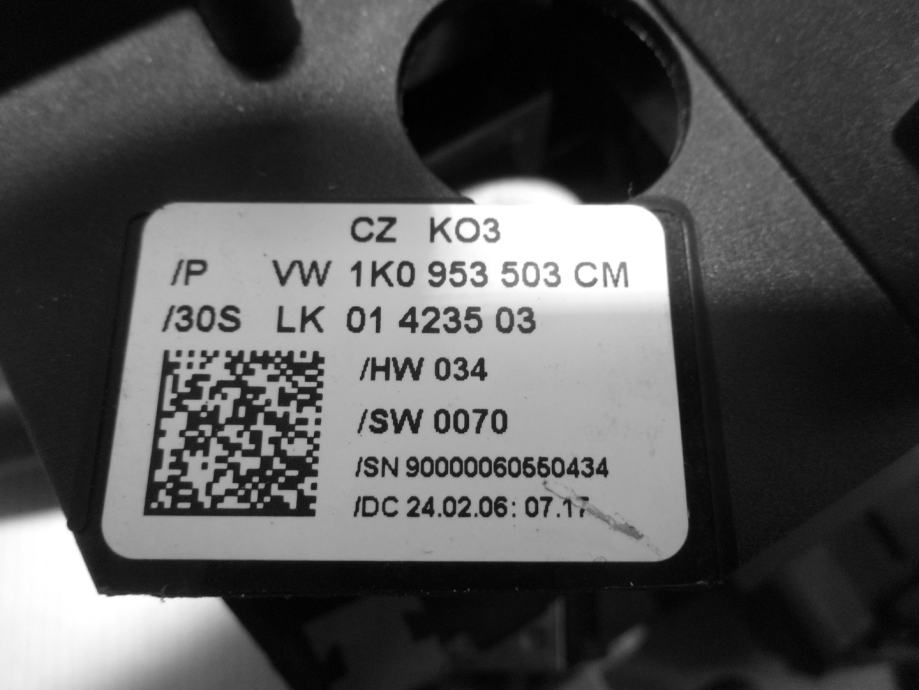 CZ KO3
/P VW 1K0 953 503 CM
/30S LK 01 4235 03
/HW 034
/SW 0070
/SN 90000060550434
/DC 24.02.06: 07.17